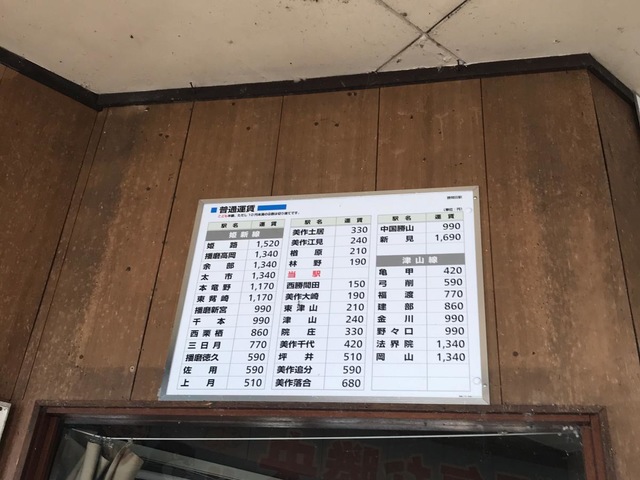 普通運賃
駅名 運賃
姫新線
姫路 1,520
播磨高岡 1,340
余部 1,340
太市 1,340
本竜野 1,170
東觜崎 1,170
播磨新宮 990
千本 990
西栗栖 860
三日月 770
播磨徳久 590
佐用 590
上月 510
駅名 運賃
美作土居 330
美作江見 240
楢原 210
林野 190
当駅
西勝間田 150
美作大崎 190
東津山 210
津山 240
院庄 330
美作千代 420
坪井 510
美作追分 590
美作落合 680
駅名 運賃
中国勝山 990
新見 1,690
津山線
亀甲 420
弓削 590
福渡 770
建部 860
金川 990
野々口 990
法界院 1,340
岡山 1,340